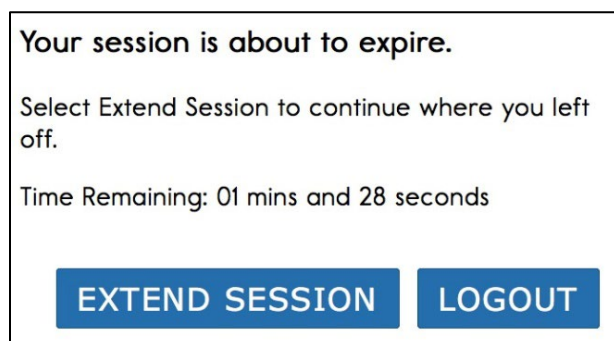 Your session is about to expire.
Select Extend Session to continue where you left
off.
Time Remaining: 01 mins and 28 seconds
EXTEND SESSION LOGOUT